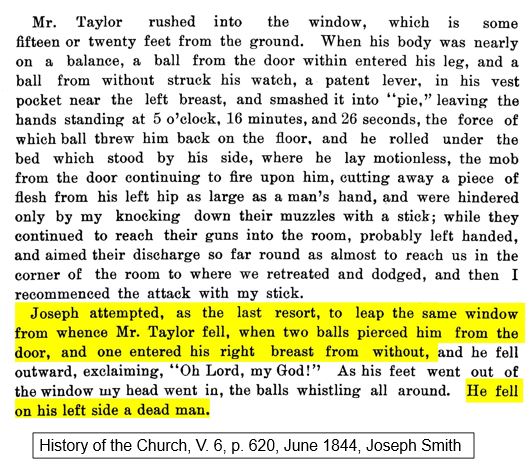 Mr. Taylor rushed into the window, which is some
fifteen or twenty feet from the ground. When his body was nearly
on a balance, a ball from the door within entered his leg, and a
ball from without struck his watch, a patent lever, in his vest
pocket near the left breast, and smashed it into "pie," leaving the
hands standing at 5 o'clock, 16 minutes, and 26 seconds, the force of
which ball threw him back on the floor, and he rolled under the
bed which stood by his side, where he lay motionless, the mob
from the door continuing to fire upon him, cutting away a piece of
flesh from his left hip as large as a man's hand, and were hindered
only by my knocking down their muzzles with a stick; while they
continued to reach their guns into the room, probably left handed,
and aimed their discharge so far round as almost to reach us in the
corner of the room to where we retreated and dodged, and then I
recommenced the attack with my stick.
Joseph attempted, as the last resort, to leap the same window
from whence Mr. Taylor fell, when two balls pierced him from the
door, and one entered his right breast from without, and he fell
outward, exclaiming, "Oh Lord, my God!" As his feet went out of
the window my head went in, the balls whistling all around. He fell
on his left side a dead man.
History of the Church, V. 6, p. 620, June 1844, Joseph Smith